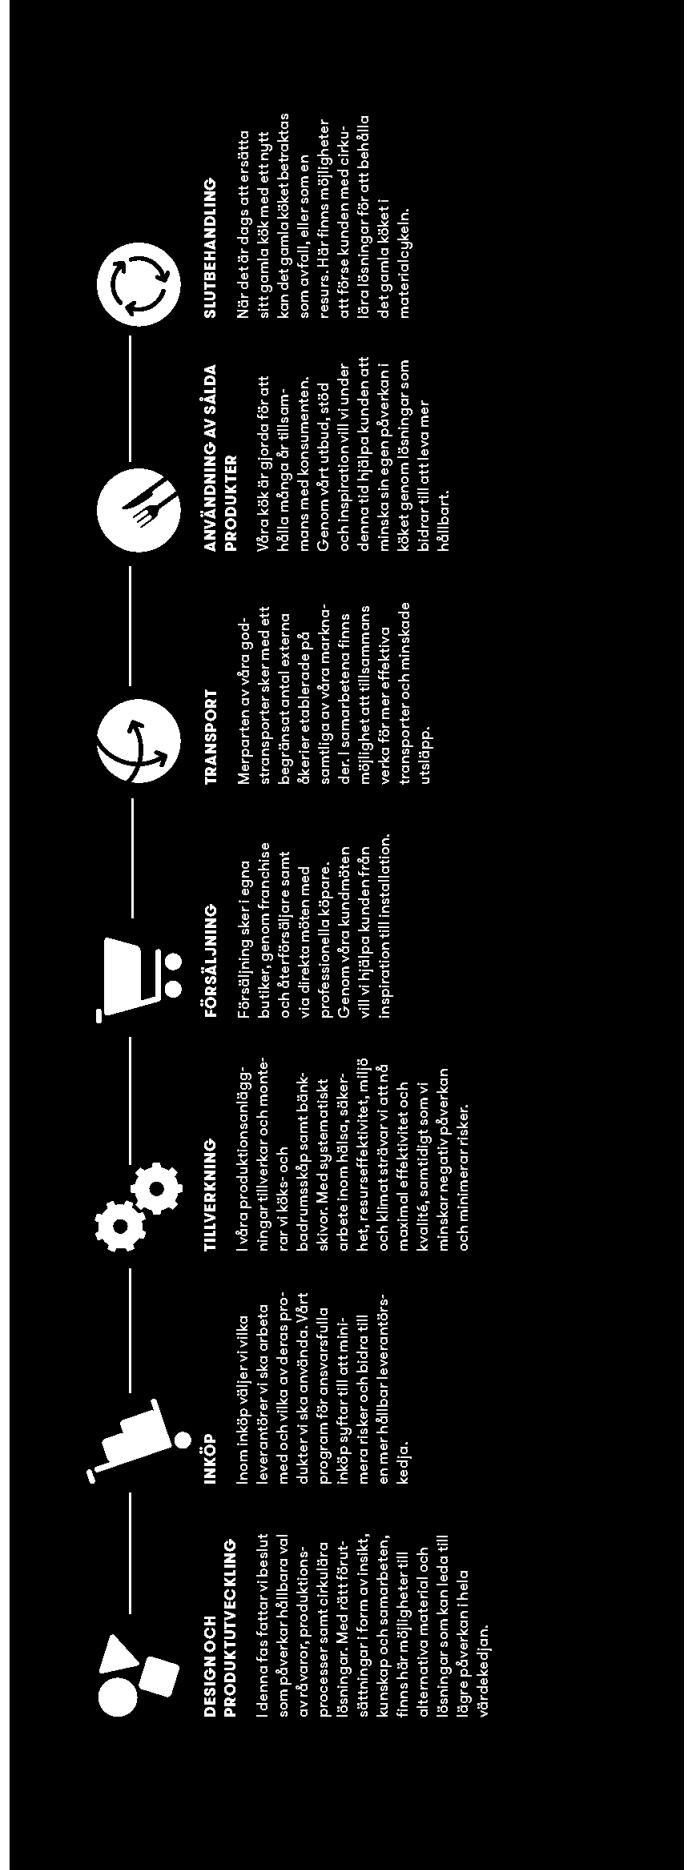 DESIGN OCH
PRODUKTUTVECKLING
I denna fas fattar vi beslut
som påverkar hållbara val
av råvaror, produktions-
processer samt cirkulära
lösningar. Med rätt förut-
sättningar i form av insikt,
kunskap och samarbeten,
finns här möjligheter till
alternativa material och
lösningar som kan leda till
lägre påverkan i hela
värdekedjan.
INKÖP
Inom inköp väljer vi vilka
leverantörer vi ska arbeta
med och vilka av deras pro-
dukter vi ska använda. Vårt
program för ansvarsfulla
inköp syftar till att mini-
mera risker och bidra till
en mer hållbar leverantörs-
kedja.
TILLVERKNING
I våra produktionsanlägg-
ningar tillverkar och monte-
rar vi köks- och
badrumsskåp samt bänk-
skivor. Med systematiskt
arbete inom hälsa, säker-
het, resurseffektivitet, miljö
och klimat strävar vi att nå
maximal effektivitet och
kvalité, samtidigt som vi
minskar negativ påverkan
och minimerar risker.
FÖRSÄLJNING
Försäljning sker i egna
butiker, genom franchise
och återförsäljare samt
via direkta möten med
professionella köpare.
Genom våra kundmöten
vill vi hjälpa kunden från
inspiration till installation.
TRANSPORT
Merparten av våra god-
stransporter sker med ett
begränsat antal externa
åkerier etablerade på
samtliga av våra markna-
der. I samarbetena finns
möjlighet att tillsammans
verka för mer effektiva
transporter och minskade
utsläpp.
ANVÄNDNING AV SÅLDA
PRODUKTER
Våra kök är gjorda för att
hålla många år tillsam-
mans med konsumenten.
Genom vårt utbud, stöd
och inspiration vill vi under
denna tid hjälpa kunden att
minska sin egen påverkan i
köket genom lösningar som
bidrar till att leva mer
hållbart.
SLUTBEHANDLING
När det är dags att ersätta
sitt gamla kök med ett nytt
kan det gamla köket betraktas
som avfall, eller som en
resurs. Här finns möjligheter
att förse kunden med cirku-
lära lösningar för att behålla
det gamla köket i
materialcykeln.